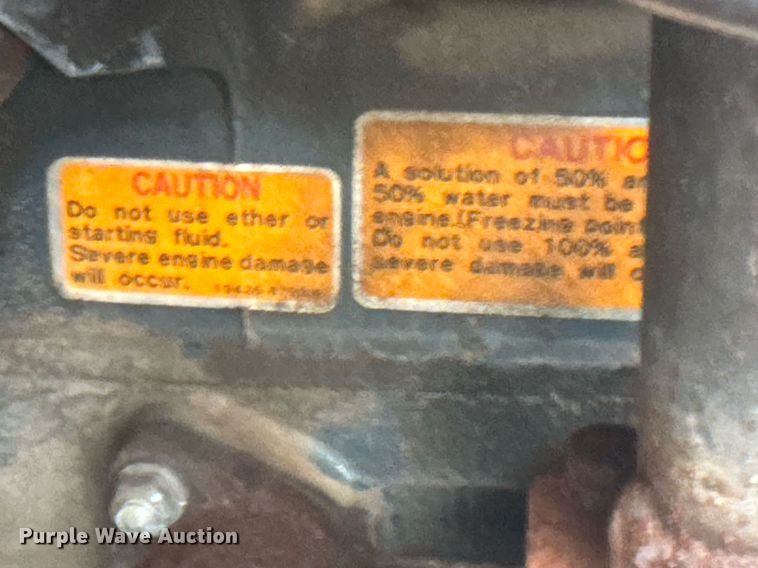 CAUTION
Do not use ether or
starting fluid.
Severe engine damage
will occur.
CAUTIO
A solution of 50% a
50% water must be
engine.(Freezing poin
Do not use 100% a
severe damage will
Purple Wave Auction